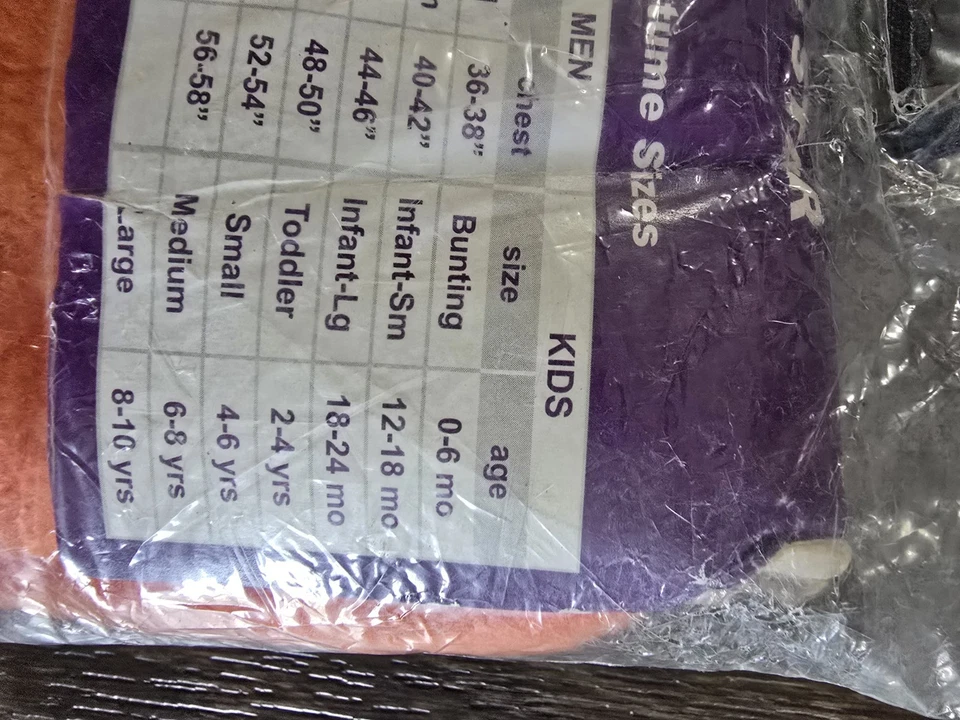 tume Sizes
MEN KIDS
chest size age
36-38” Bunting 0-6 mo
40-42” Infant-Sm 12-18 mo
44-46” Infant-Lg 18-24 mo
48-50” Toddler 2-4 yrs
52-54” Small 4-6 yrs
56-58” Medium 6-8 yrs
Large 8-10 yrs